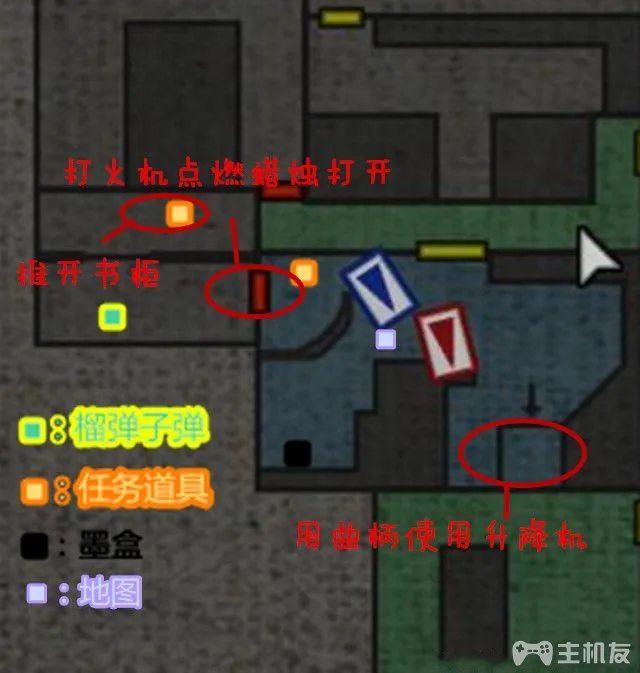 打火机点燃蜡烛打开
推开书柜
：榴弹子弹
：任务道具
：墨盒
：地图
用曲柄使用升降机
主机友